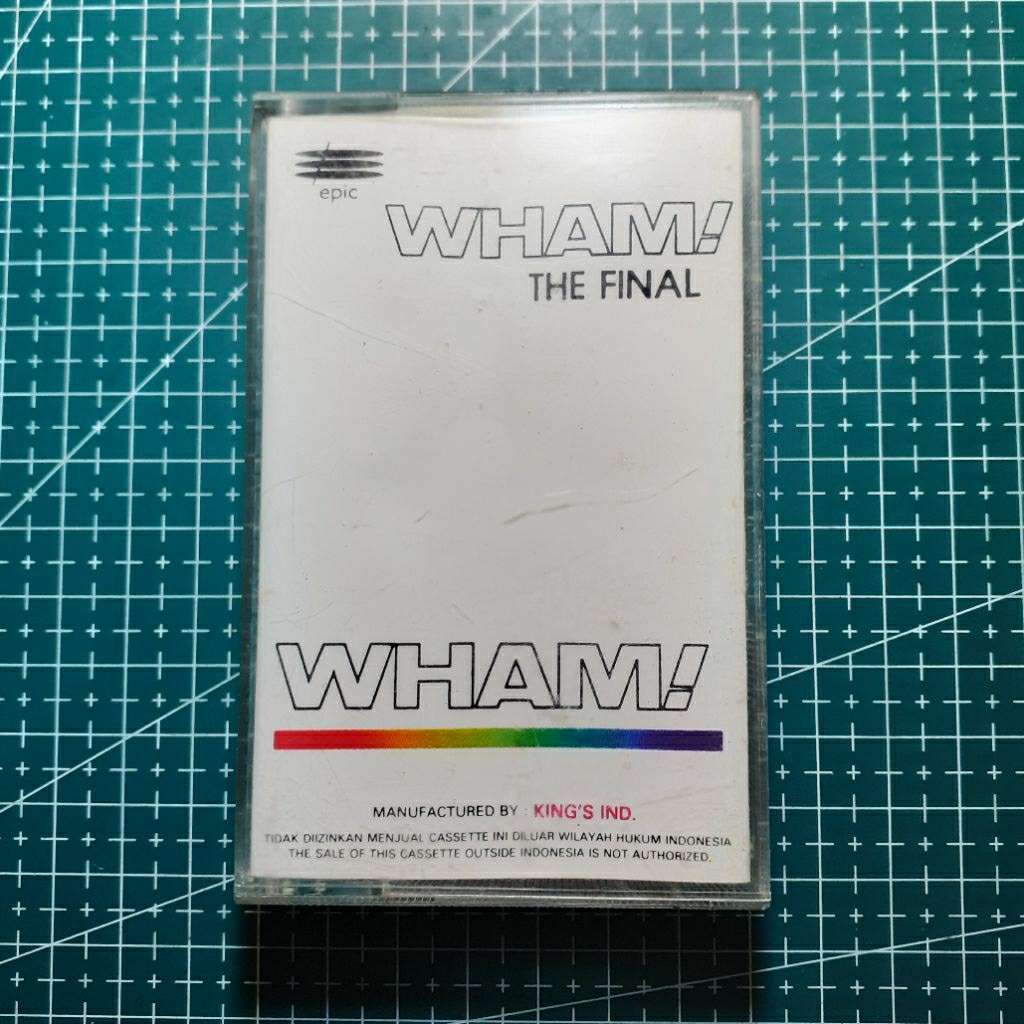 epic
WHAM!
THE FINAL
WHAM!
MANUFACTURED BY : KING'S IND.
TIDAK DIIZINKAN MENJUAL CASSETTE INI DILUAR WILAYAH HUKUM INDONESIA
THE SALE OF THIS CASSETTE OUTSIDE INDONESIA IS NOT AUTHORIZED.